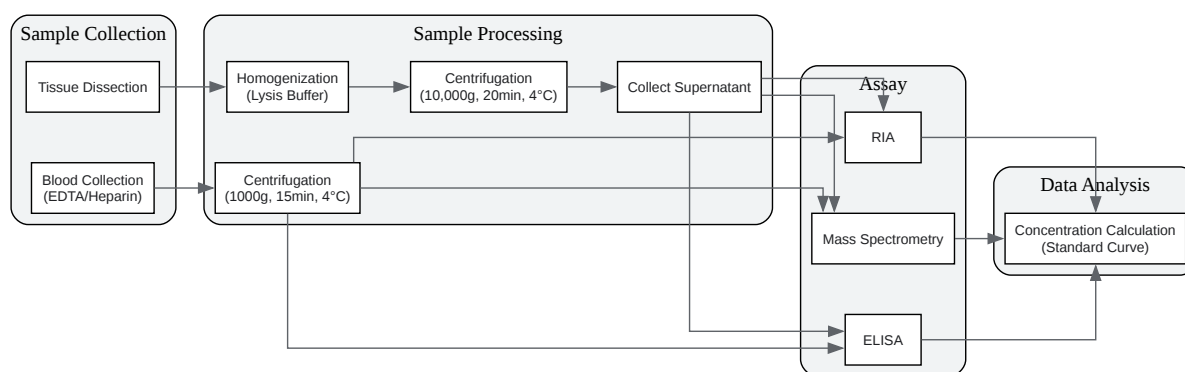 Sample Collection
Tissue Dissection
Blood Collection
(EDTA/Heparin)
Sample Processing
Homogenization
(Lysis Buffer)
Centrifugation
(10,000g, 20min, 4°C)
Collect Supernatant
Centrifugation
(1000g, 15min, 4°C)
Assay
RIA
Mass Spectrometry
ELISA
Data Analysis
Concentration Calculation
(Standard Curve)